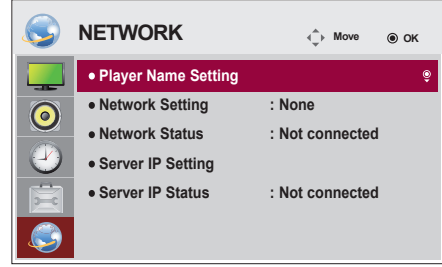 NETWORK Move OK
• Player Name Setting
• Network Setting : None
• Network Status : Not connected
• Server IP Setting
• Server IP Status : Not connected